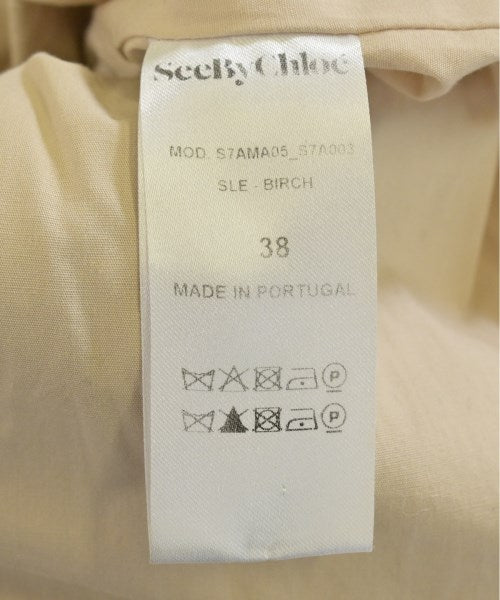 SeeByChloé
MOD. S7AMA05_S7A003
SLE - BIRCH
38
MADE IN PORTUGAL
P
P